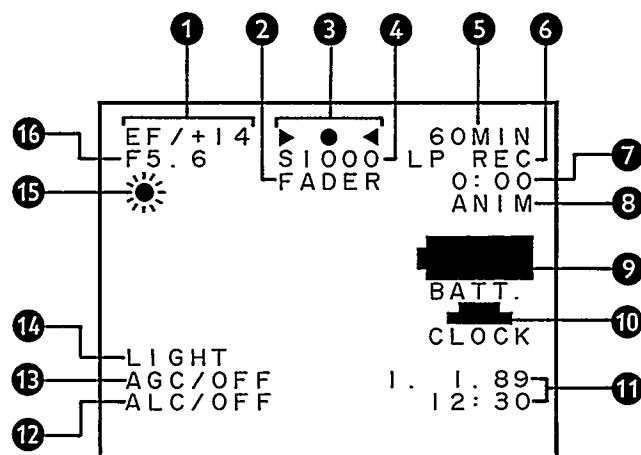 1 2 3 4 5 6
EF/+14 60MIN
16 F5.6 S1000 LP REC
FADER 0:00 7
15 ANIM 8
9
BATT.
10
CLOCK
14 LIGHT
13 AGC/OFF 1. 1.89 11
12 ALC/OFF 12:30